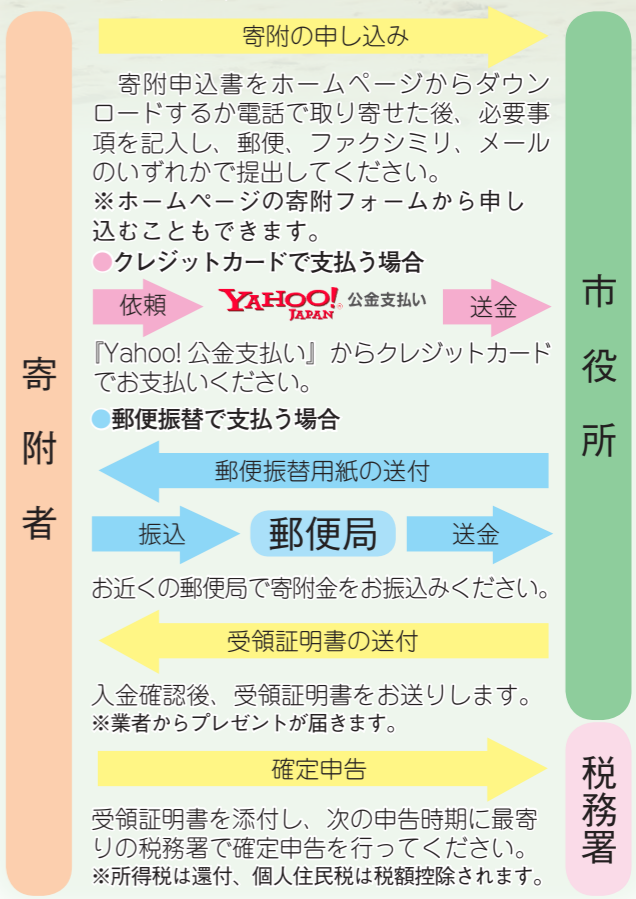 寄附の申し込み
　寄附申込書をホームページからダウン
ロードするか電話で取り寄せた後、必要事
項を記入し、郵便、ファクシミリ、メール
のいずれかで提出してください。
※ホームページの寄附フォームから申し
込むこともできます。
●クレジットカードで支払う場合
依頼
YAHOO! JAPAN 公金支払い
送金
『Yahoo! 公金支払い』からクレジットカード
でお支払いください。
●郵便振替で支払う場合
郵便振替用紙の送付
振込
郵便局
送金
お近くの郵便局で寄附金をお振込みください。
受領証明書の送付
入金確認後、受領証明書をお送りします。
※業者からプレゼントが届きます。
確定申告
受領証明書を添付し、次の申告時期に最寄
りの税務署で確定申告を行ってください。
※所得税は還付、個人住民税は税額控除されます。
寄附者
市役所
税務署